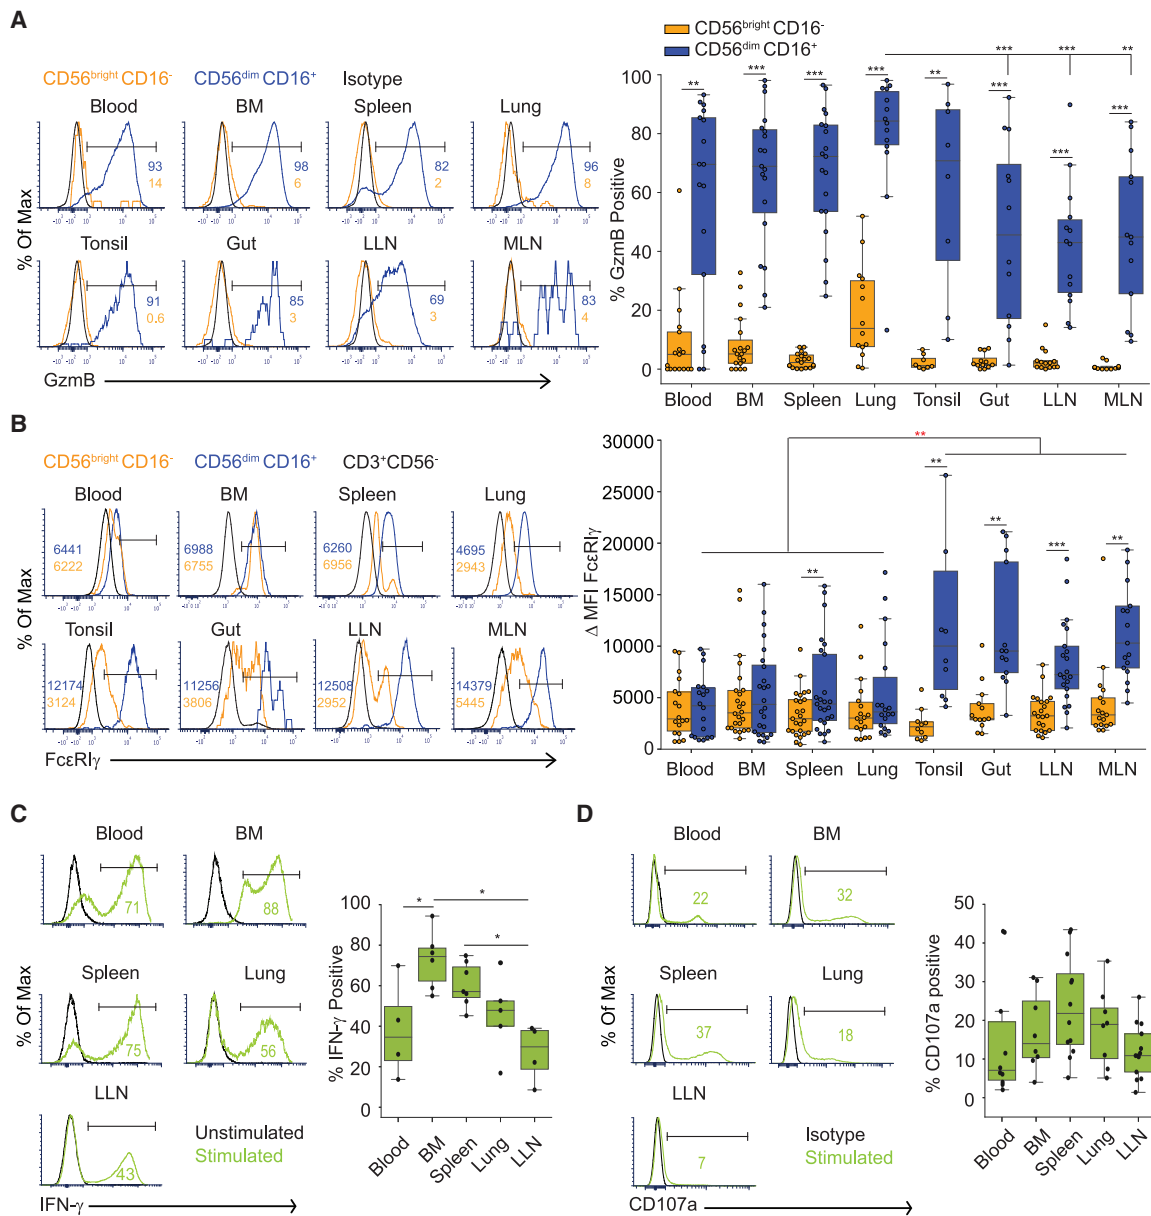 A
CD56bright CD16- CD56dim CD16+ Isotype
Blood BM Spleen Lung
93 14
98 6
82 2
96 8
Tonsil Gut LLN MLN
91 0.6
85 3
69 3
83 4
% Of Max
GzmB
CD56bright CD16-
CD56dim CD16+
*** *** **
** *** *** *** ** *** *** ***
% GzmB Positive
100
80
60
40
20
0
Blood BM Spleen Lung Tonsil Gut LLN MLN
B
CD56bright CD16- CD56dim CD16+ CD3+CD56-
Blood BM Spleen Lung
6441 6222
6988 6755
6260 6956
4695 2943
Tonsil Gut LLN MLN
12174 3124
11256 3806
12508 2952
14379 5445
% Of Max
FcεRIγ
**
** ** ** *** **
Δ MFI FcεRIγ
30000
25000
20000
15000
10000
5000
0
Blood BM Spleen Lung Tonsil Gut LLN MLN
C
Blood BM
71 88
Spleen Lung
75 56
LLN
43
Unstimulated
Stimulated
% Of Max
IFN-γ
* * *
% IFN-γ Positive
100
80
60
40
20
0
Blood BM Spleen Lung LLN
D
Blood BM
22 32
Spleen Lung
37 18
LLN
7
Isotype
Stimulated
% Of Max
CD107a
% CD107a positive
50
40
30
20
10
0
Blood BM Spleen Lung LLN